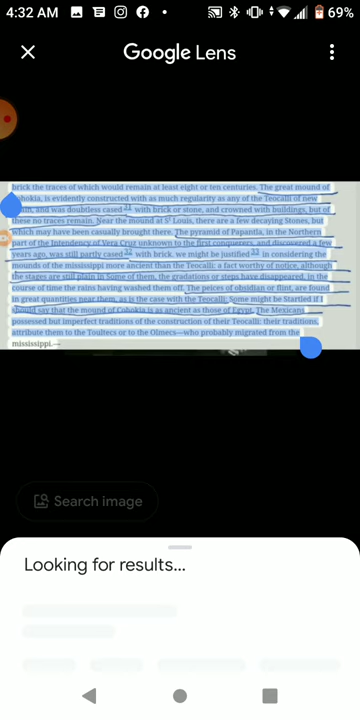 4:32 AM
69%
Google Lens
brick the traces of which would remain at least eight or ten centuries. The great mound of
ohokia, is evidently constructed with as much regularity as any of the Teocalli of new
ain, and was doubtless cased 31 with brick or stone, and crowned with buildings, but of
these no traces remain. Near the mound at St Louis, there are a few decaying Stones, but
which may have been casually brought there. The pyramid of Papantla, in the Northern
part of the Intendency of Vera Cruz unknown to the first conquerors, and discovered a few
years ago, was still partly cased 32 with brick. we might be justified 33 in considering the
mounds of the mississippi more ancient than the Teocalli: a fact worthy of notice, although
the stages are still plain in Some of them, the gradations or steps have disappeared, in the
course of time the rains having washed them off. The peices of obsidian or flint, are found
in great quantities near them, as is the case with the Teocalli: Some might be Startled if I
should say that the mound of Cohokia is as ancient as those of Egypt. The Mexicans
possessed but imperfect traditions of the construction of their Teocalli: their traditions,
attribute them to the Toultecs or to the Olmecs—who probably migrated from the
mississippi.—
Search image
Looking for results...